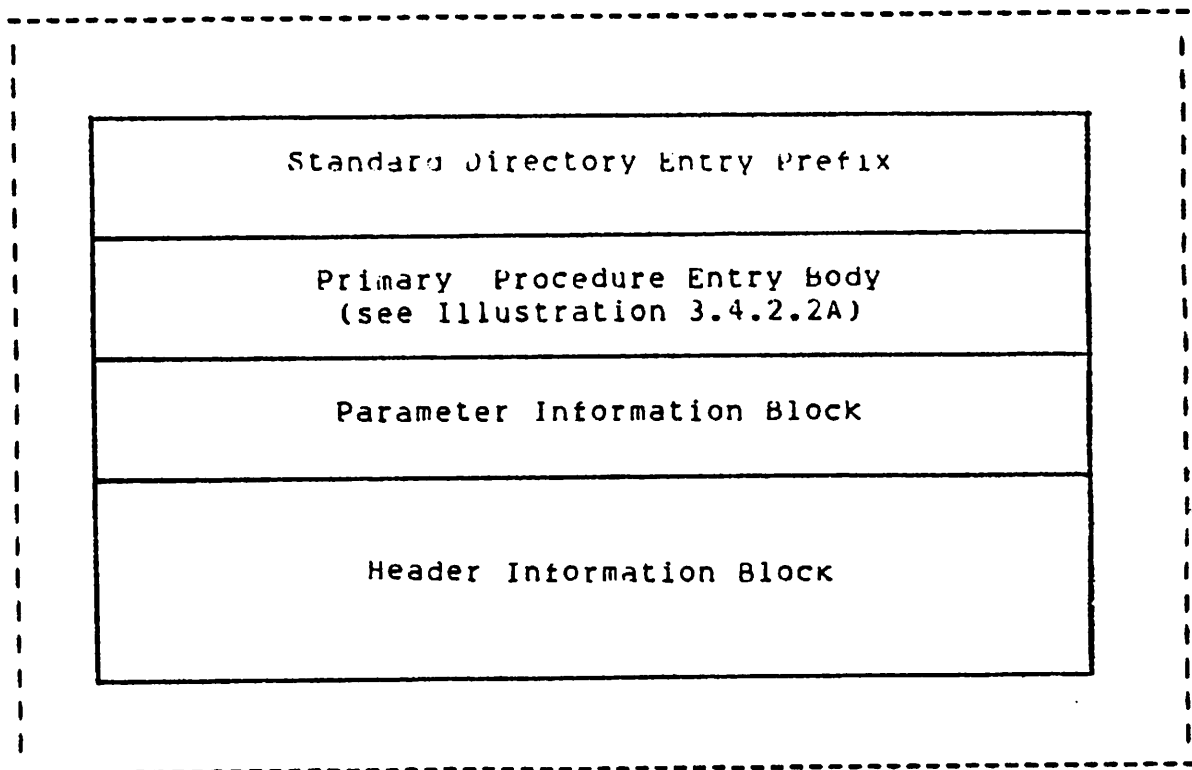 Standard Directory Entry Prefix
Primary Procedure Entry Body
(see Illustration 3.4.2.2A)
Parameter Information Block
Header Information Block